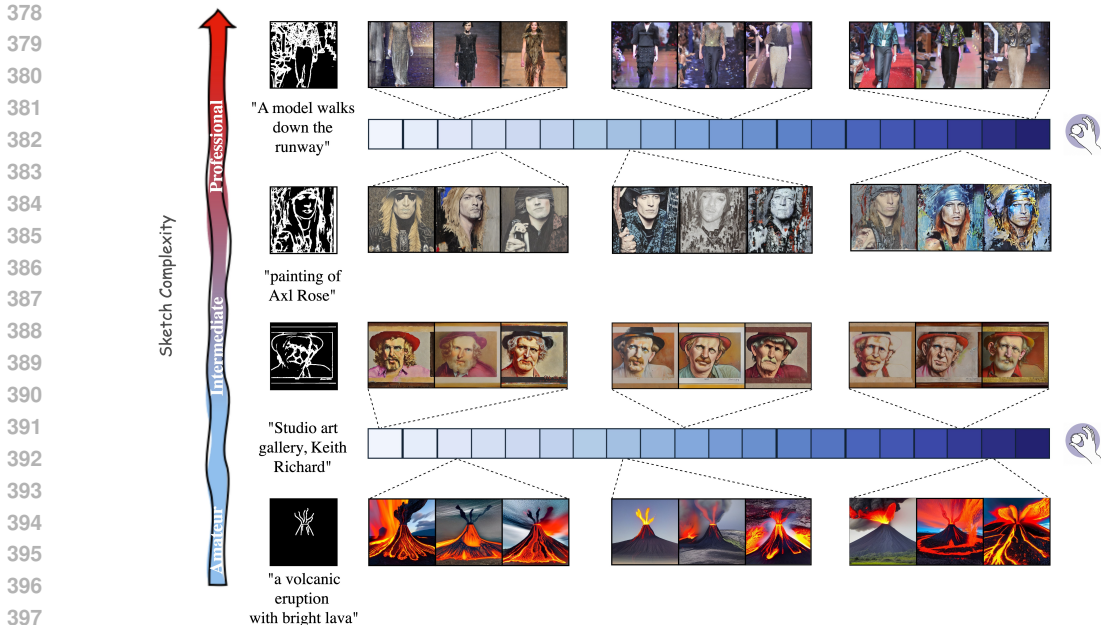 378
379
380
381
382
383
384
385
386
387
388
389
390
391
392
393
394
395
396
397
Sketch Complexity
Professional
Intermediate
Amateur
"A model walks
down the
runway"
"painting of
Axl Rose"
"Studio art
gallery, Keith
Richard"
"a volcanic
eruption
with bright lava"